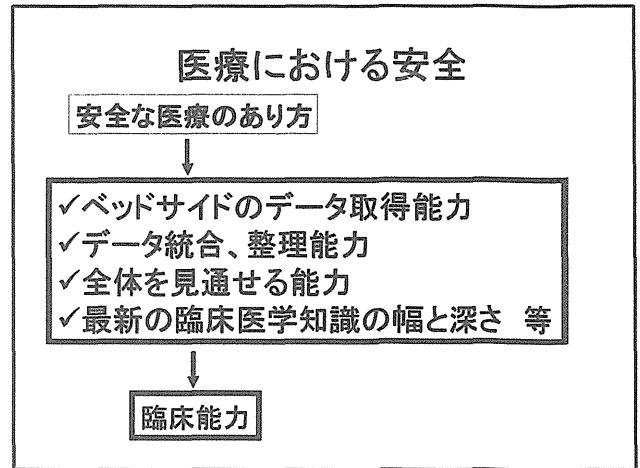 医療における安全
安全な医療のあり方
✓ベッドサイドのデータ取得能力
✓データ統合、整理能力
✓全体を見通せる能力
✓最新の臨床医学知識の幅と深さ 等
臨床能力